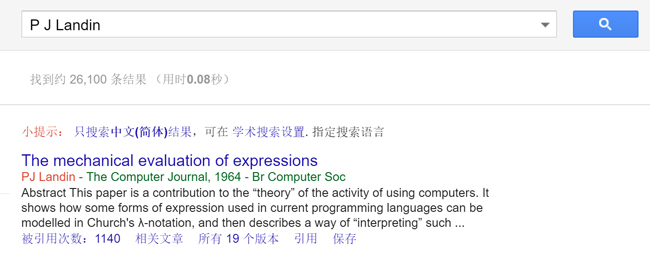 P J Landin
找到约 26,100 条结果 （用时0.08秒）
小提示： 只搜索中文(简体)结果，可在 学术搜索设置. 指定搜索语言
The mechanical evaluation of expressions
PJ Landin - The Computer Journal, 1964 - Br Computer Soc
Abstract This paper is a contribution to the “theory” of the activity of using computers. It
shows how some forms of expression used in current programming languages can be
modelled in Church's λ-notation, and then describes a way of “interpreting” such ...
被引用次数：1140 相关文章 所有 19 个版本 引用 保存